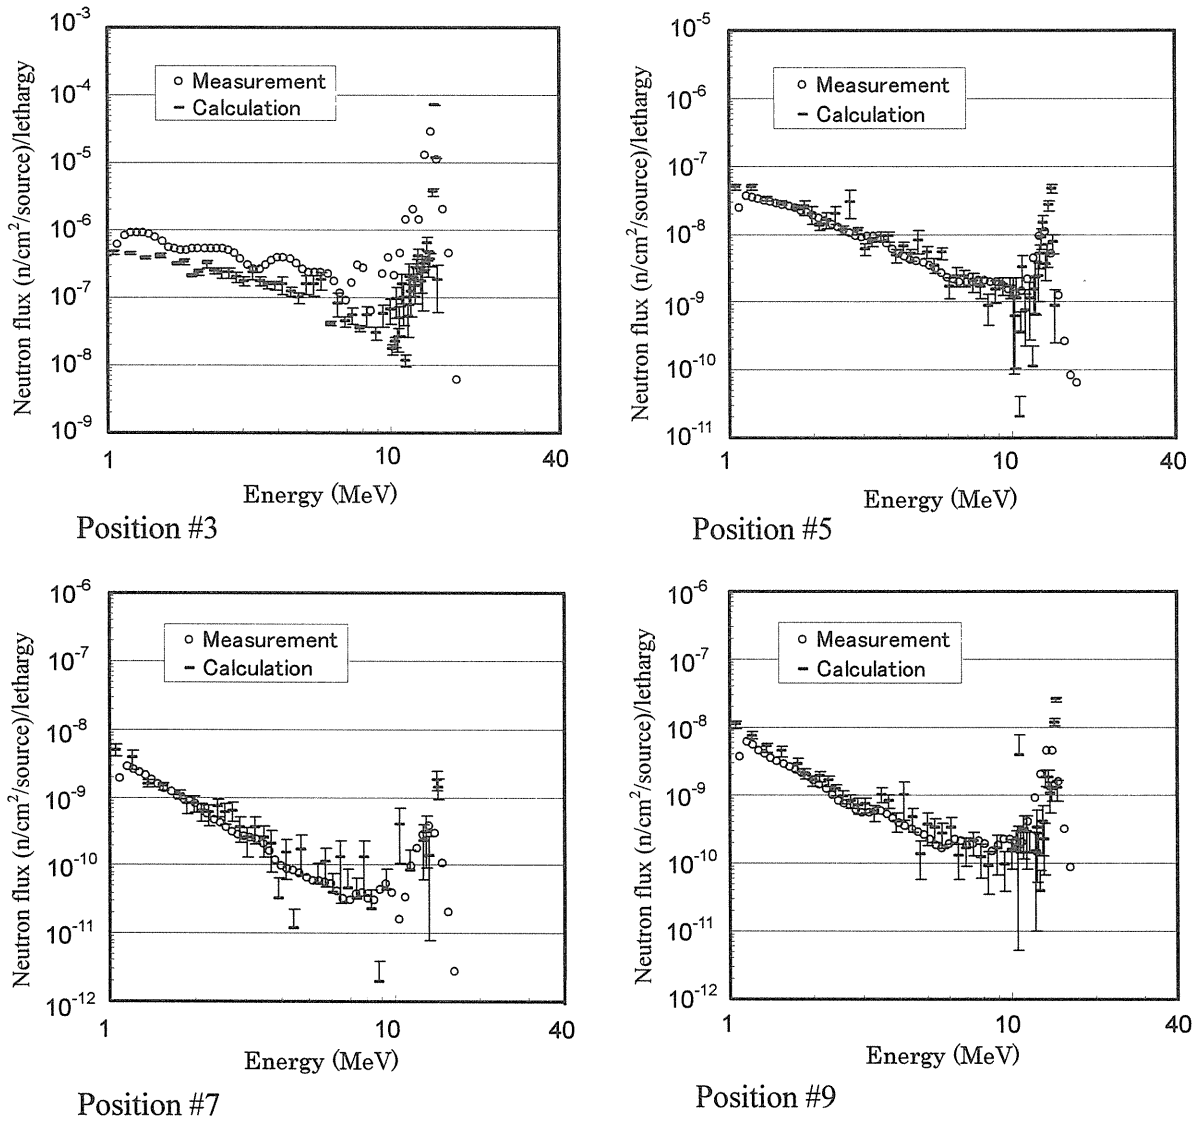 Neutron flux (n/cm²/source)/lethargy
10⁻³
10⁻⁴
10⁻⁵
10⁻⁶
10⁻⁷
10⁻⁸
10⁻⁹
Measurement
Calculation
1 10 40
Energy (MeV)
Position #3
Neutron flux (n/cm²/source)/lethargy
10⁻⁵
10⁻⁶
10⁻⁷
10⁻⁸
10⁻⁹
10⁻¹⁰
10⁻¹¹
Measurement
Calculation
1 10 40
Energy (MeV)
Position #5
Neutron flux (n/cm²/source)/lethargy
10⁻⁶
10⁻⁷
10⁻⁸
10⁻⁹
10⁻¹⁰
10⁻¹¹
10⁻¹²
Measurement
Calculation
1 10 40
Energy (MeV)
Position #7
Neutron flux (n/cm²/source)/lethargy
10⁻⁶
10⁻⁷
10⁻⁸
10⁻⁹
10⁻¹⁰
10⁻¹¹
10⁻¹²
Measurement
Calculation
1 10 40
Energy (MeV)
Position #9